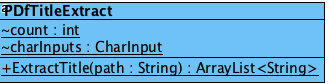 PDfTitleExtract
~count : int
~charInputs : CharInput
+ExtractTitle(path : String) : ArrayList<String>